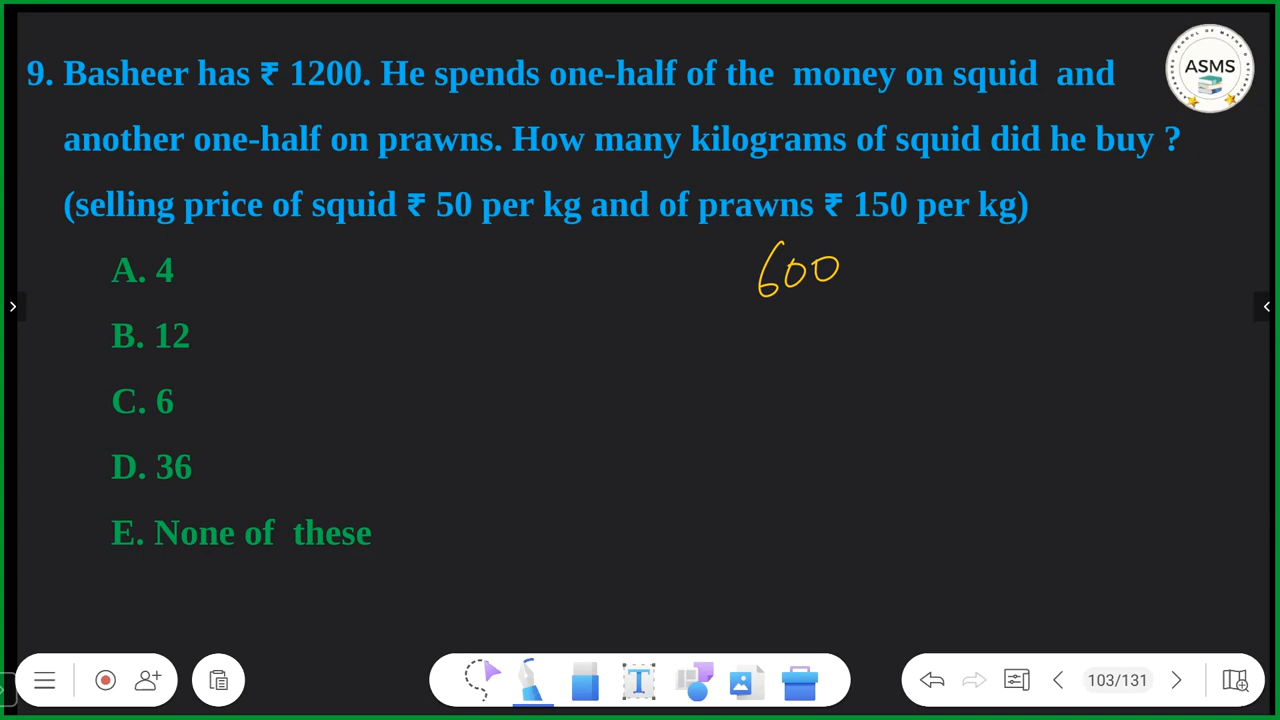 9. Basheer has ₹ 1200. He spends one-half of the money on squid and
another one-half on prawns. How many kilograms of squid did he buy ?
(selling price of squid ₹ 50 per kg and of prawns ₹ 150 per kg)
600
A. 4
B. 12
C. 6
D. 36
E. None of these
ASMS
103/131